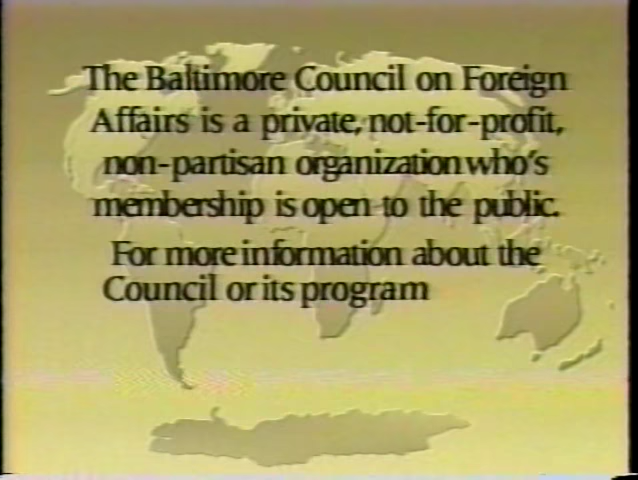 The Baltimore Council on Foreign
Affairs is a private, not-for-profit,
non-partisan organization who's
membership is open to the public.
For more information about the
Council or its program